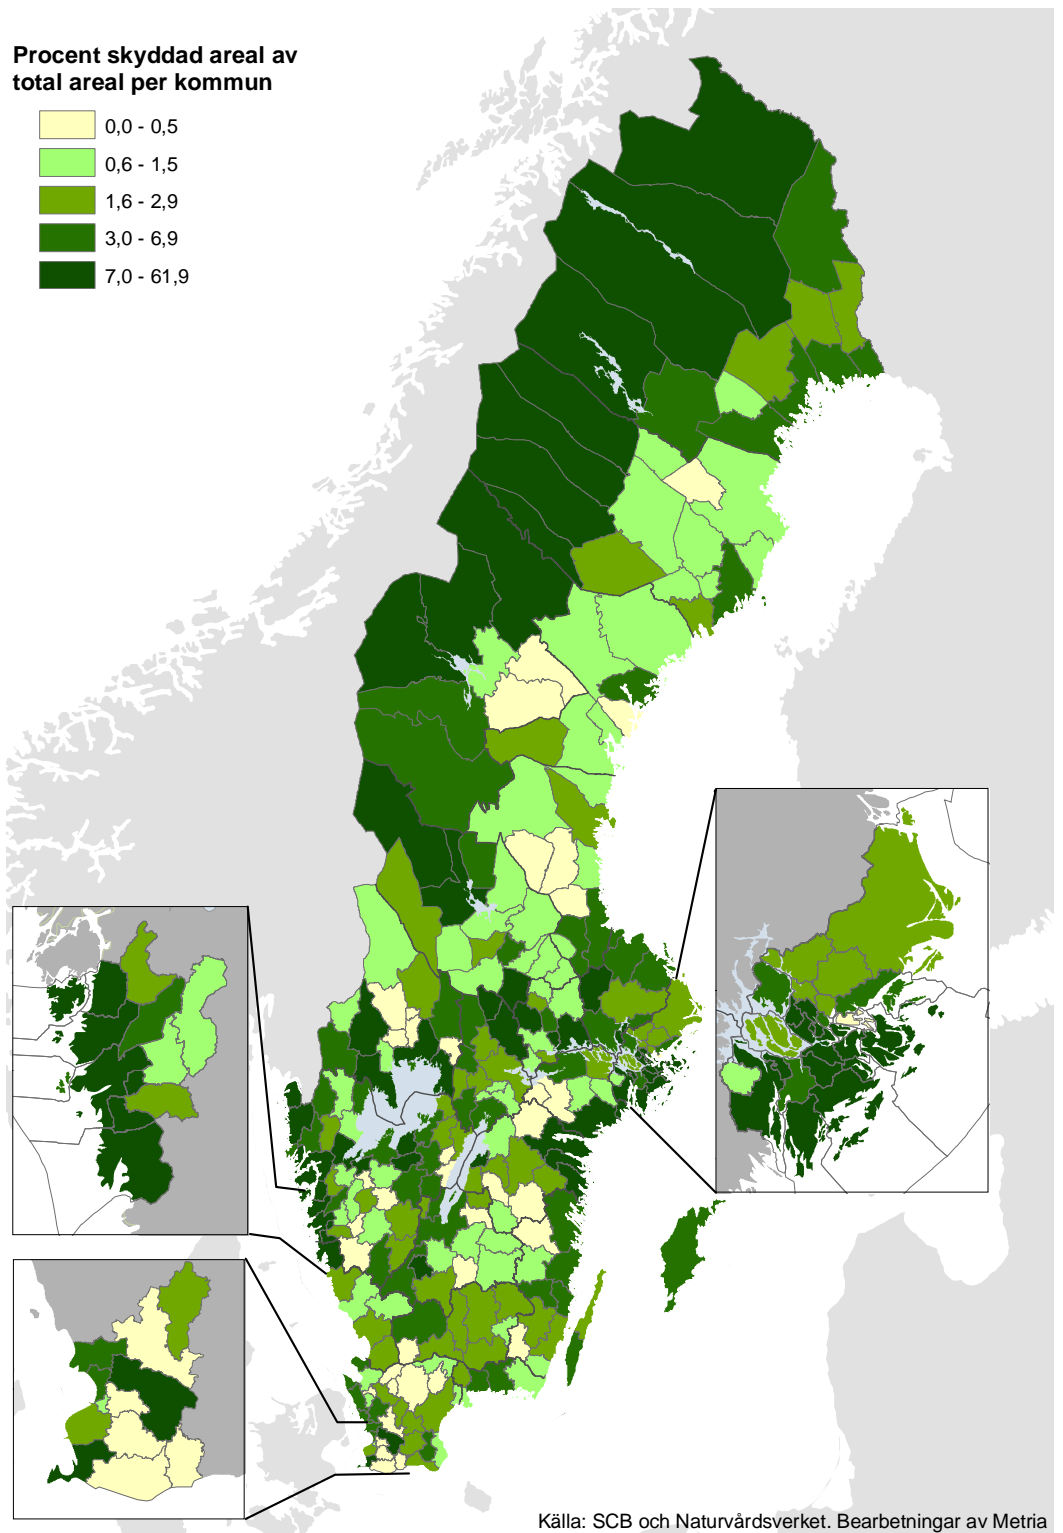 Procent skyddad areal av
total areal per kommun
0,0 - 0,5
0,6 - 1,5
1,6 - 2,9
3,0 - 6,9
7,0 - 61,9
Källa: SCB och Naturvårdsverket. Bearbetningar av Metria